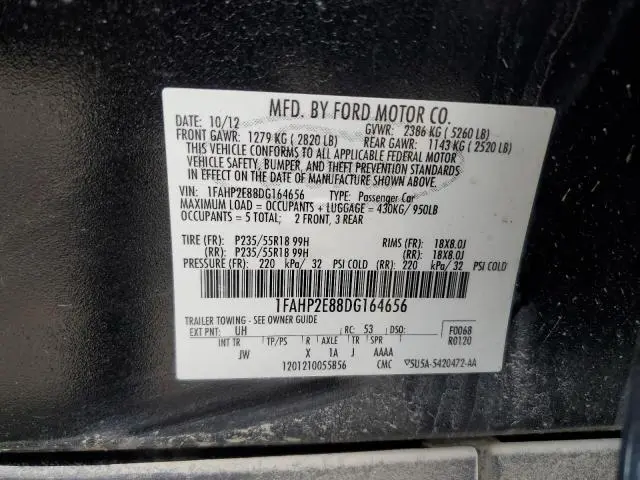 MFD. BY FORD MOTOR CO.
DATE: 10/12 GVWR: 2386 KG ( 5260 LB)
FRONT GAWR: 1279 KG ( 2820 LB) REAR GAWR: 1143 KG ( 2520 LB)
THIS VEHICLE CONFORMS TO ALL APPLICABLE FEDERAL MOTOR
VEHICLE SAFETY, BUMPER, AND THEFT PREVENTION STANDARDS
IN EFFECT ON THE DATE OF MANUFACTURE SHOWN ABOVE.
VIN: 1FAHP2E88DG164656 TYPE: Passenger Car
MAXIMUM LOAD = OCCUPANTS + LUGGAGE = 430KG/ 950LB
OCCUPANTS = 5 TOTAL; 2 FRONT, 3 REAR
TIRE (FR): P235/55R18 99H RIMS (FR): 18X8.0J
(RR): P235/55R18 99H (RR): 18X8.0J
PRESSURE (FR): 220 kPa/ 32 PSI COLD (RR): 220 kPa/ 32 PSI COLD
1FAHP2E88DG164656
TRAILER TOWING - SEE OWNER GUIDE
EXT PNT: UH RC: 53 DSO: F0068
INT TR TP/PS R AXLE TR SPR R0120
JW X 1A J AAAA
1201210055856 CMC 5U5A-5420472-AA